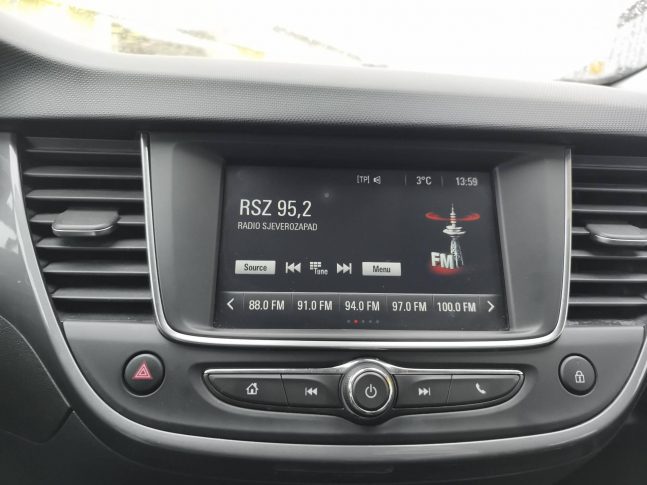 [TP] 3°C 13:59
RSZ 95,2
RADIO SJEVEROZAPAD
FM
Source Tune Menu
88.0 FM 91.0 FM 94.0 FM 97.0 FM 100.0 FM